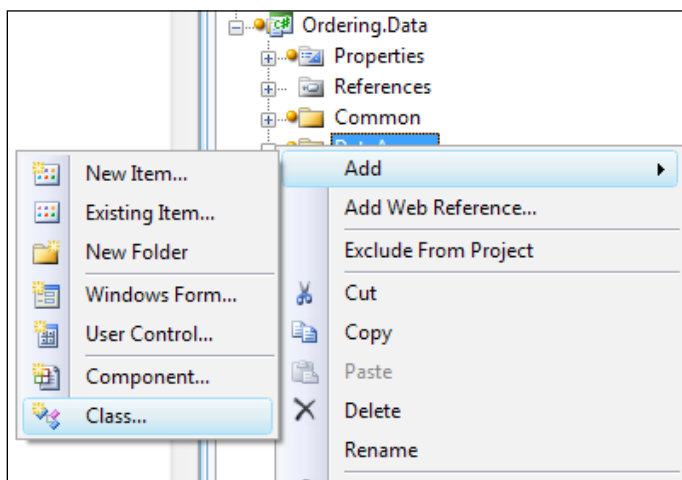 Ordering.Data
Properties
References
Common
Add
Add Web Reference...
Exclude From Project
Cut
Copy
Paste
Delete
Rename
New Item...
Existing Item...
New Folder
Windows Form...
User Control...
Component...
Class...